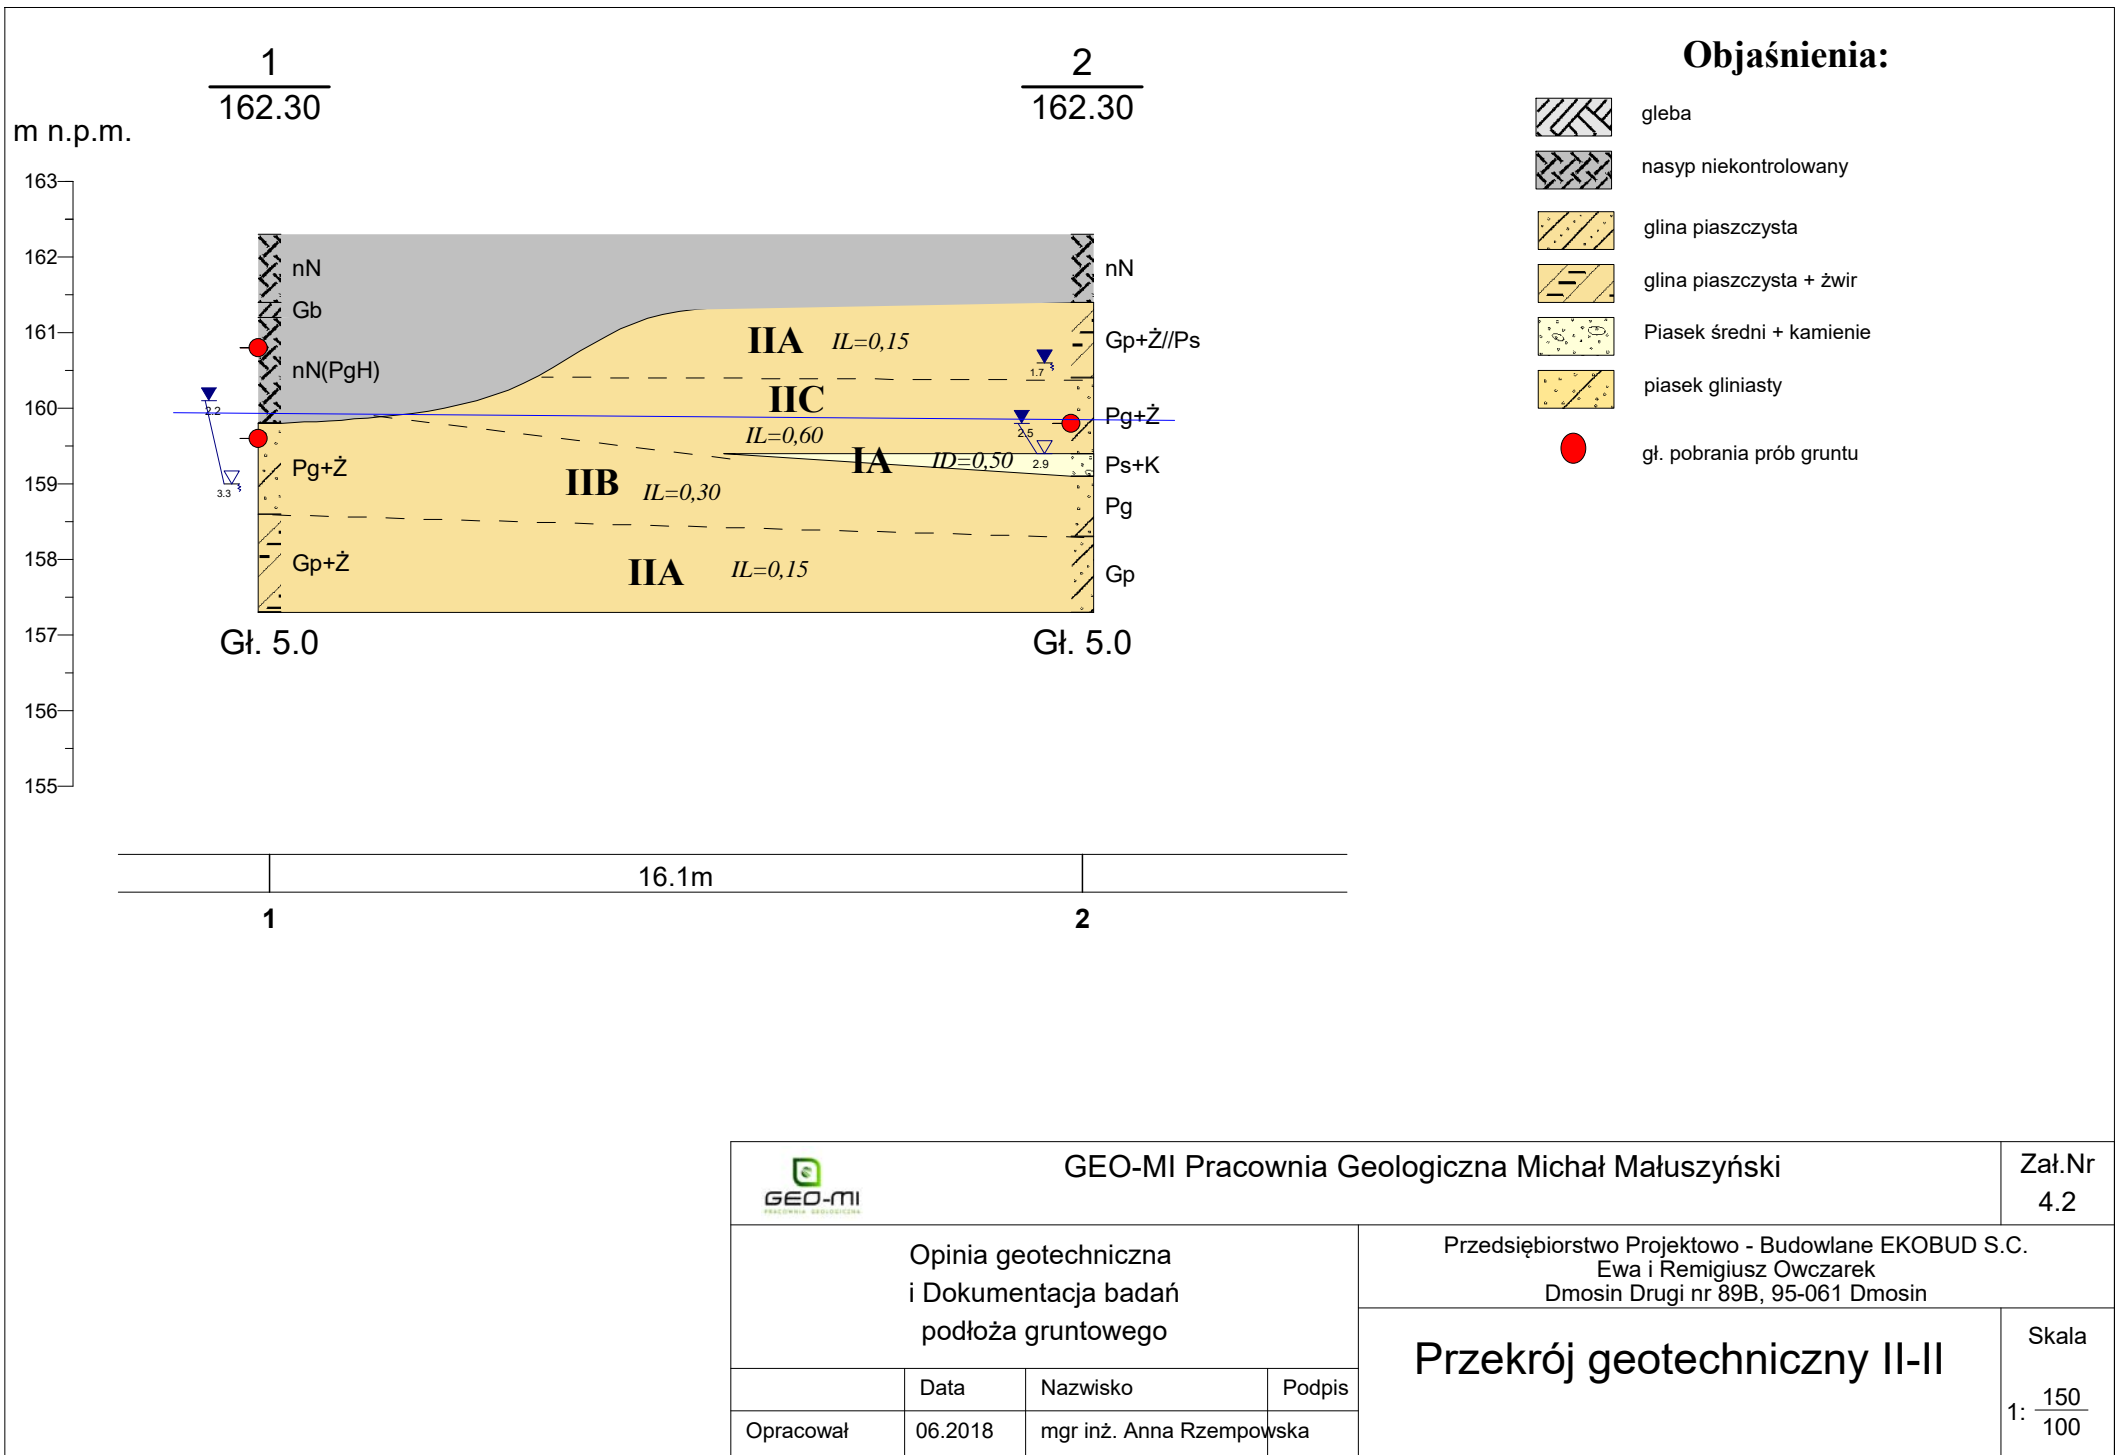 1
162.30
2
162.30
m n.p.m.
163
162
161
160
159
158
157
156
155
nN
Gb
nN(PgH)
Pg+Ż
Gp+Ż
2.2
3.3
IIA IL=0,15
IIC
IL=0,60
IA ID=0,50
IIB IL=0,30
IIA IL=0,15
1.7
2.5
2.9
nN
Gp+Ż//Ps
Pg+Ż
Ps+K
Pg
Gp
Gł. 5.0
Gł. 5.0
16.1m
1
2
Objaśnienia:
gleba
nasyp niekontrolowany
glina piaszczysta
glina piaszczysta + żwir
Piasek średni + kamienie
piasek gliniasty
gł. pobrania prób gruntu
GEO-MI
PRACOWNIA GEOLOGICZNA
GEO-MI Pracownia Geologiczna Michał Małuszyński
Zał.Nr
4.2
Opinia geotechniczna
i Dokumentacja badań
podłoża gruntowego
Przedsiębiorstwo Projektowo - Budowlane EKOBUD S.C.
Ewa i Remigiusz Owczarek
Dmosin Drugi nr 89B, 95-061 Dmosin
Przekrój geotechniczny II-II
Skala
1: 150
100
Data Nazwisko Podpis
Opracował 06.2018 mgr inż. Anna Rzempowska